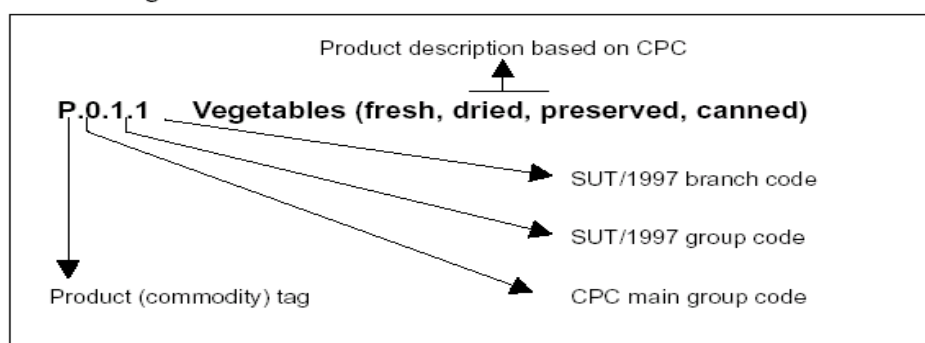 Product description based on CPC
P.0.1.1 Vegetables (fresh, dried, preserved, canned)
SUT/1997 branch code
SUT/1997 group code
Product (commodity) tag CPC main group code